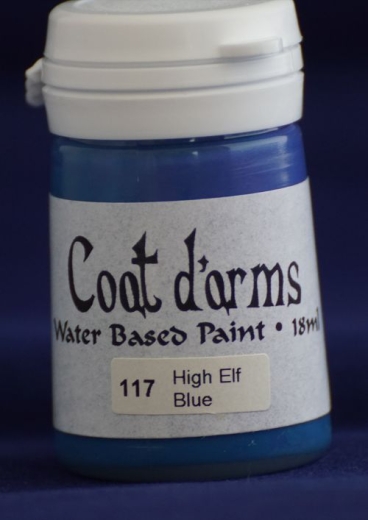 Coat d'arms
Water Based Paint • 18ml
117 High Elf
Blue